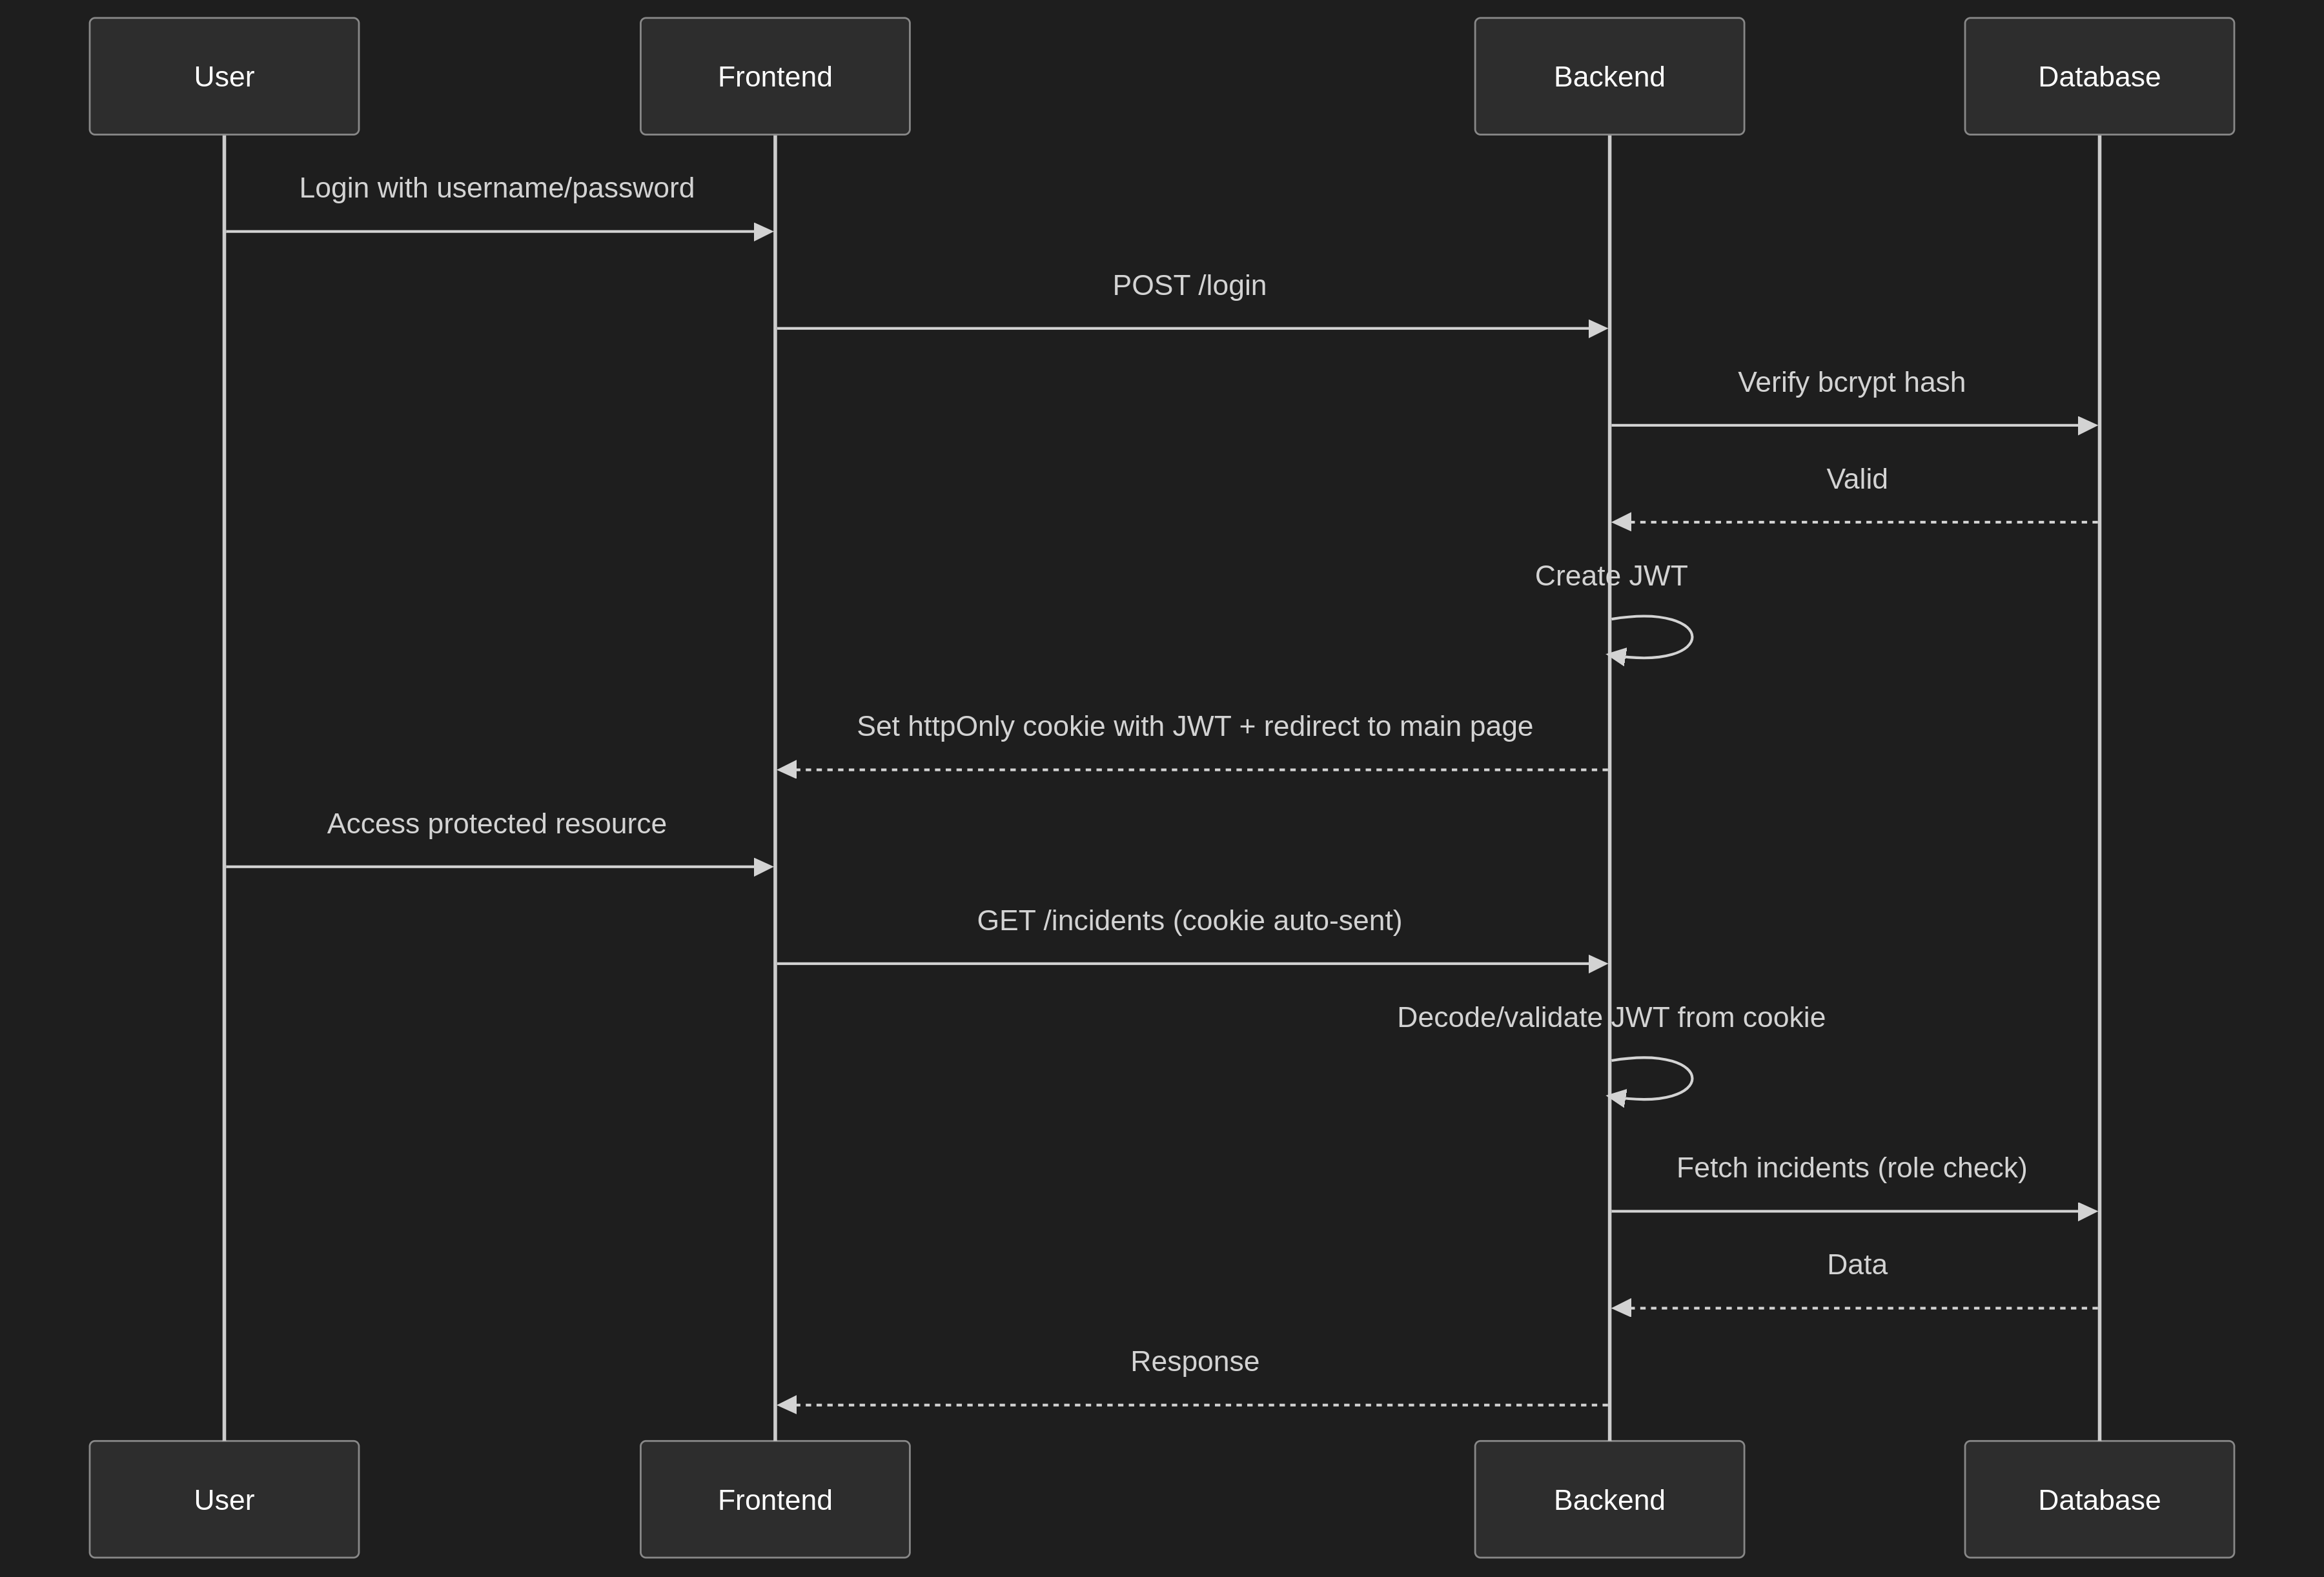 User
Frontend
Backend
Database
Login with username/password
POST /login
Verify bcrypt hash
Valid
Create JWT
Set httpOnly cookie with JWT + redirect to main page
Access protected resource
GET /incidents (cookie auto-sent)
Decode/validate JWT from cookie
Fetch incidents (role check)
Data
Response
User
Frontend
Backend
Database